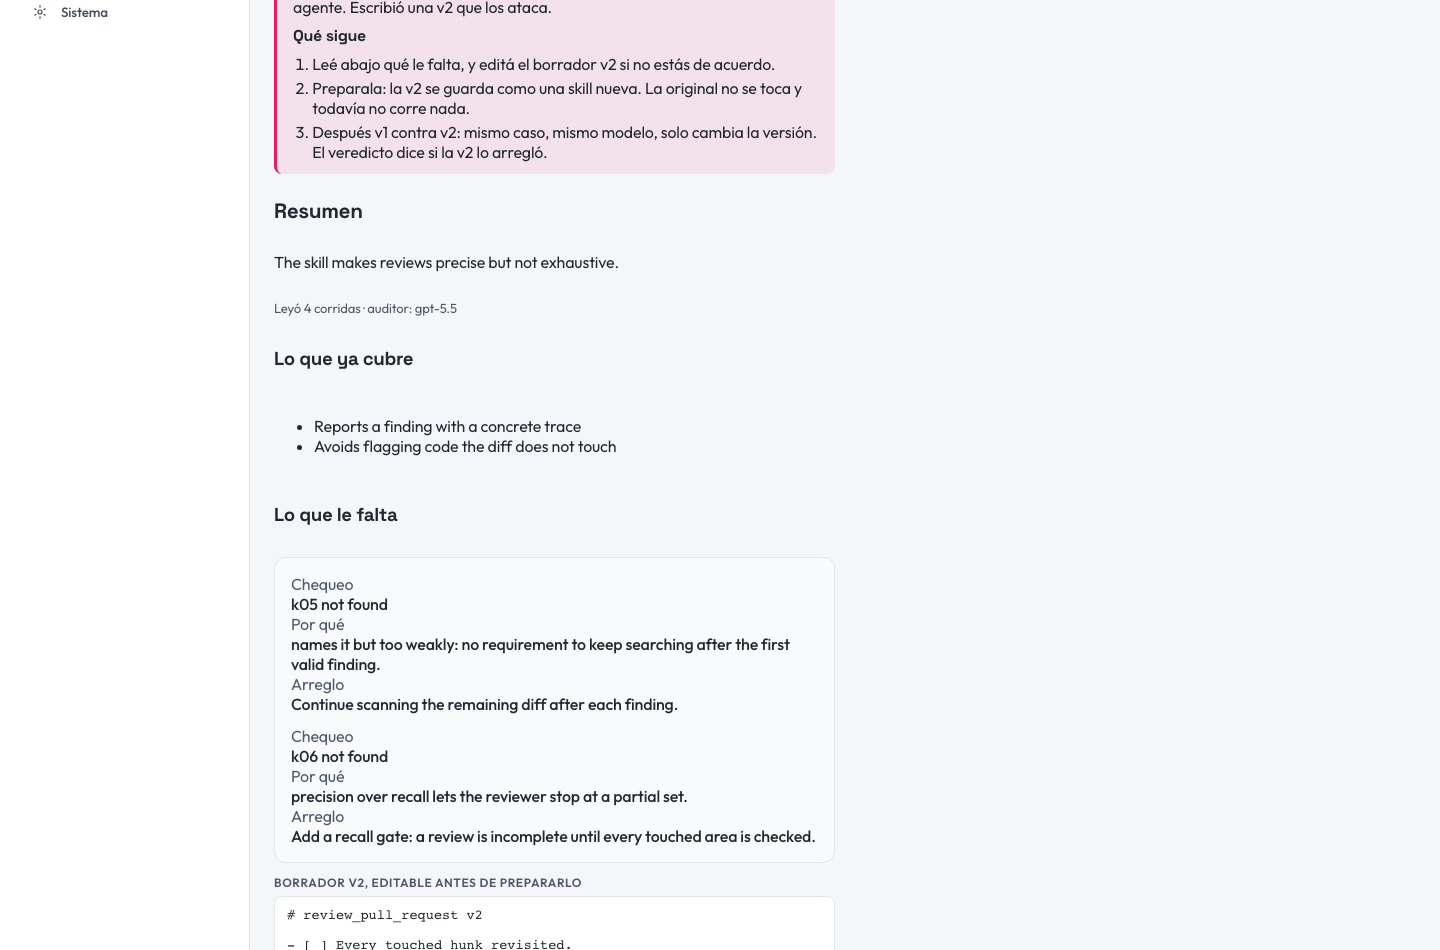 Sistema
agente. Escribió una v2 que los ataca.
Qué sigue
1. Leé abajo qué le falta, y editá el borrador v2 si no estás de acuerdo.
2. Preparala: la v2 se guarda como una skill nueva. La original no se toca y
todavía no corre nada.
3. Después v1 contra v2: mismo caso, mismo modelo, solo cambia la versión.
El veredicto dice si la v2 lo arregló.
Resumen
The skill makes reviews precise but not exhaustive.
Leyó 4 corridas · auditor: gpt-5.5
Lo que ya cubre
• Reports a finding with a concrete trace
• Avoids flagging code the diff does not touch
Lo que le falta
Chequeo
k05 not found
Por qué
names it but too weakly: no requirement to keep searching after the first
valid finding.
Arreglo
Continue scanning the remaining diff after each finding.
Chequeo
k06 not found
Por qué
precision over recall lets the reviewer stop at a partial set.
Arreglo
Add a recall gate: a review is incomplete until every touched area is checked.
BORRADOR V2, EDITABLE ANTES DE PREPARARLO
# review_pull_request v2
- [ ] Every touched hunk revisited.